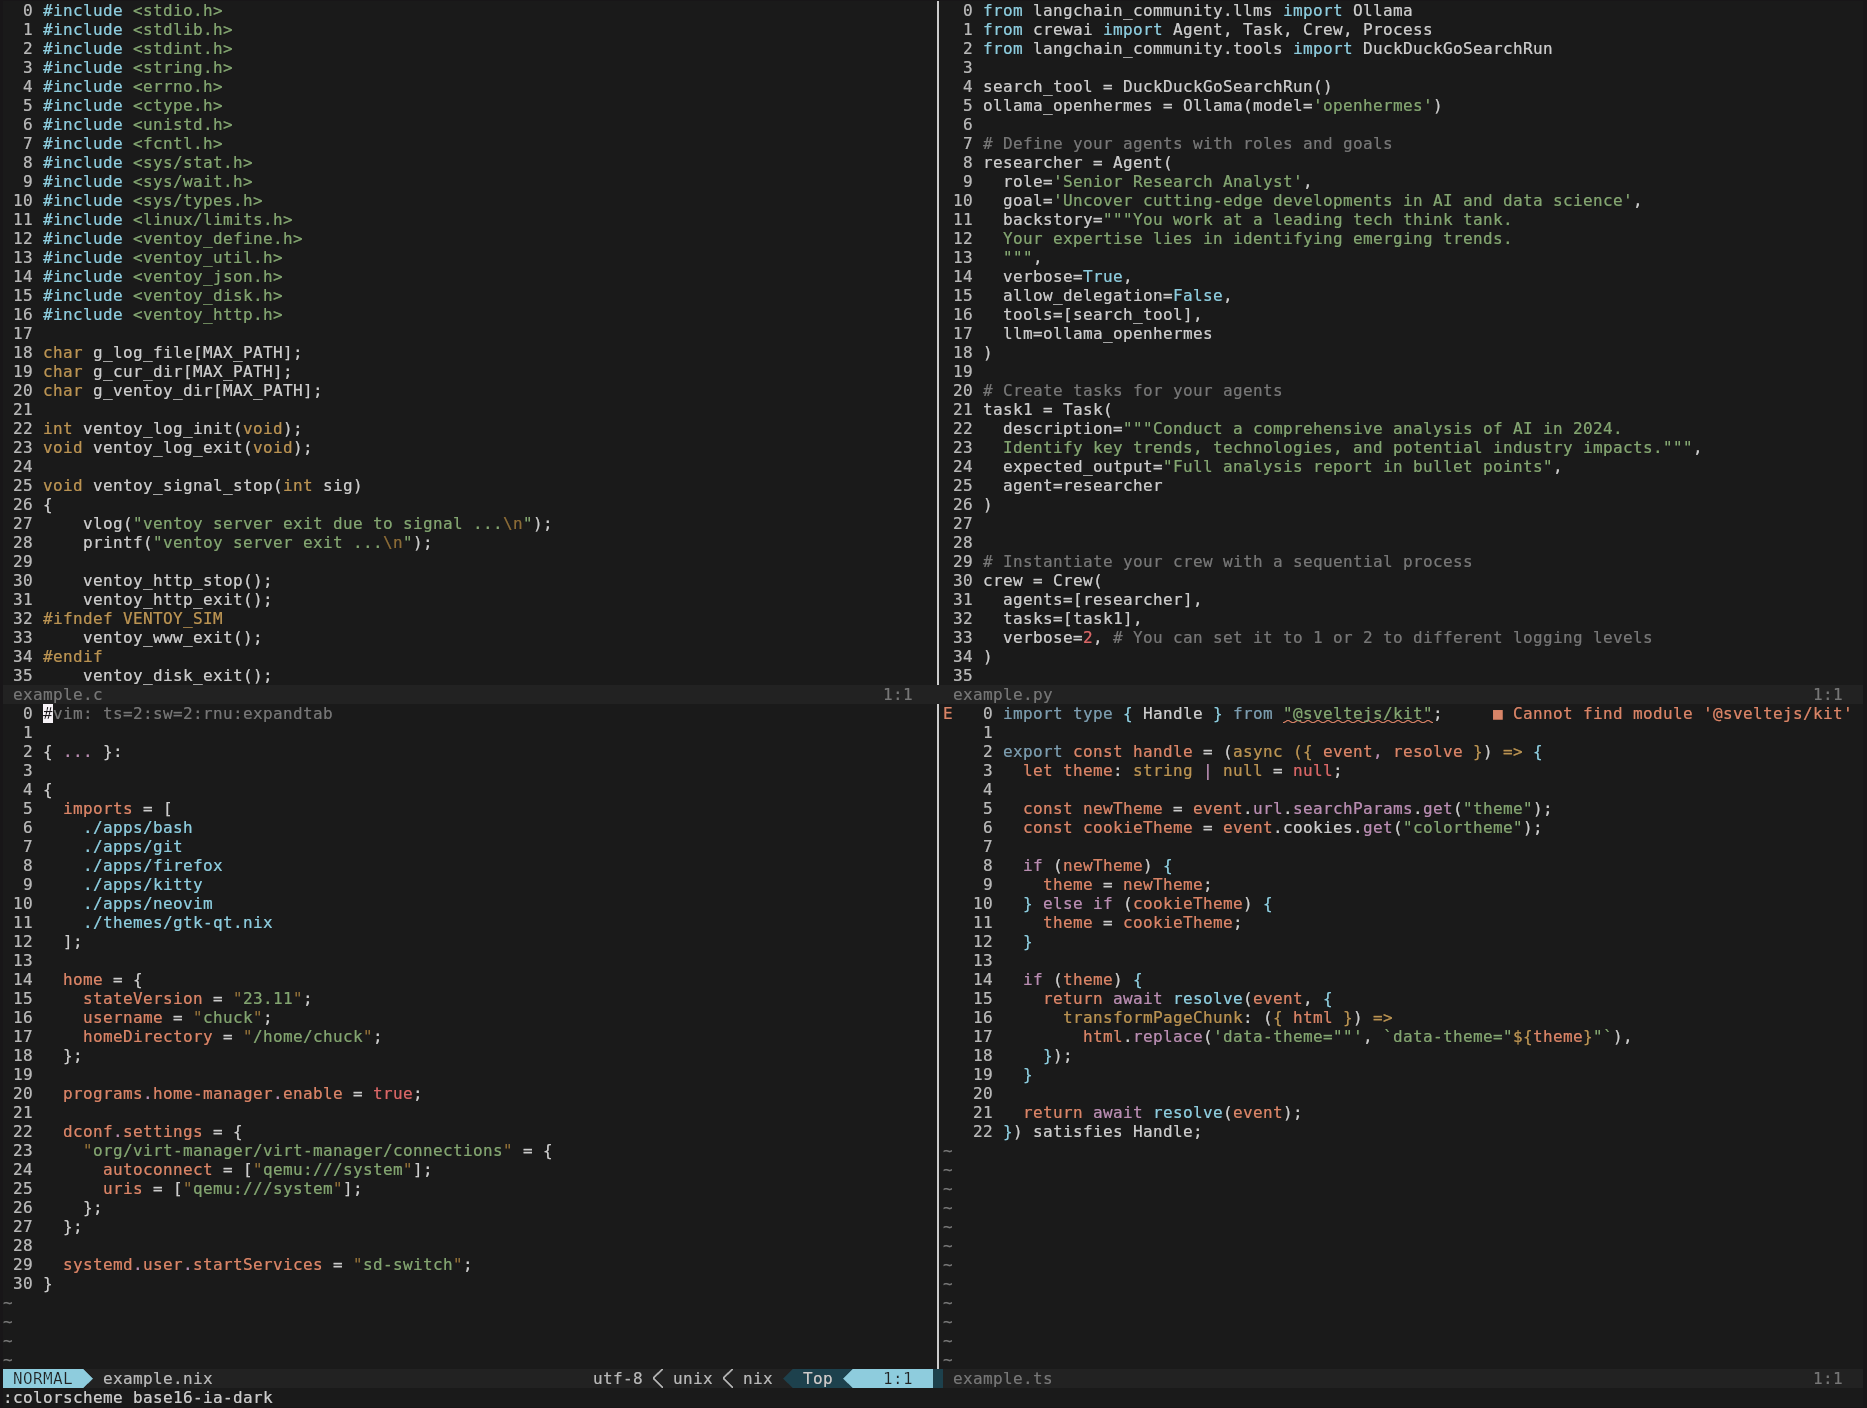 0 #include <stdio.h>
1 #include <stdlib.h>
2 #include <stdint.h>
3 #include <string.h>
4 #include <errno.h>
5 #include <ctype.h>
6 #include <unistd.h>
7 #include <fcntl.h>
8 #include <sys/stat.h>
9 #include <sys/wait.h>
10 #include <sys/types.h>
11 #include <linux/limits.h>
12 #include <ventoy_define.h>
13 #include <ventoy_util.h>
14 #include <ventoy_json.h>
15 #include <ventoy_disk.h>
16 #include <ventoy_http.h>
17
18 char g_log_file[MAX_PATH];
19 char g_cur_dir[MAX_PATH];
20 char g_ventoy_dir[MAX_PATH];
21
22 int ventoy_log_init(void);
23 void ventoy_log_exit(void);
24
25 void ventoy_signal_stop(int sig)
26 {
27     vlog("ventoy server exit due to signal ...\n");
28     printf("ventoy server exit ...\n");
29
30     ventoy_http_stop();
31     ventoy_http_exit();
32 #ifndef VENTOY_SIM
33     ventoy_www_exit();
34 #endif
35     ventoy_disk_exit();
example.c 1:1
0 from langchain_community.llms import Ollama
1 from crewai import Agent, Task, Crew, Process
2 from langchain_community.tools import DuckDuckGoSearchRun
3
4 search_tool = DuckDuckGoSearchRun()
5 ollama_openhermes = Ollama(model='openhermes')
6
7 # Define your agents with roles and goals
8 researcher = Agent(
9   role='Senior Research Analyst',
10   goal='Uncover cutting-edge developments in AI and data science',
11   backstory="""You work at a leading tech think tank.
12   Your expertise lies in identifying emerging trends.
13   """,
14   verbose=True,
15   allow_delegation=False,
16   tools=[search_tool],
17   llm=ollama_openhermes
18 )
19
20 # Create tasks for your agents
21 task1 = Task(
22   description="""Conduct a comprehensive analysis of AI in 2024.
23   Identify key trends, technologies, and potential industry impacts.""",
24   expected_output="Full analysis report in bullet points",
25   agent=researcher
26 )
27
28
29 # Instantiate your crew with a sequential process
30 crew = Crew(
31   agents=[researcher],
32   tasks=[task1],
33   verbose=2, # You can set it to 1 or 2 to different logging levels
34 )
35
example.py 1:1
0 #vim: ts=2:sw=2:rnu:expandtab
1
2 { ... }:
3
4 {
5   imports = [
6     ./apps/bash
7     ./apps/git
8     ./apps/firefox
9     ./apps/kitty
10     ./apps/neovim
11     ./themes/gtk-qt.nix
12   ];
13
14   home = {
15     stateVersion = "23.11";
16     username = "chuck";
17     homeDirectory = "/home/chuck";
18   };
19
20   programs.home-manager.enable = true;
21
22   dconf.settings = {
23     "org/virt-manager/virt-manager/connections" = {
24       autoconnect = ["qemu:///system"];
25       uris = ["qemu:///system"];
26     };
27   };
28
29   systemd.user.startServices = "sd-switch";
30 }
~
~
~
~
NORMAL example.nix utf-8 unix nix Top 1:1
E 0 import type { Handle } from "@sveltejs/kit";     ■ Cannot find module '@sveltejs/kit'
1
2 export const handle = (async ({ event, resolve }) => {
3   let theme: string | null = null;
4
5   const newTheme = event.url.searchParams.get("theme");
6   const cookieTheme = event.cookies.get("colortheme");
7
8   if (newTheme) {
9     theme = newTheme;
10   } else if (cookieTheme) {
11     theme = cookieTheme;
12   }
13
14   if (theme) {
15     return await resolve(event, {
16       transformPageChunk: ({ html }) =>
17         html.replace('data-theme=""', `data-theme="${theme}"`),
18     });
19   }
20
21   return await resolve(event);
22 }) satisfies Handle;
~
~
~
~
~
~
~
~
~
~
~
~
example.ts 1:1
:colorscheme base16-ia-dark